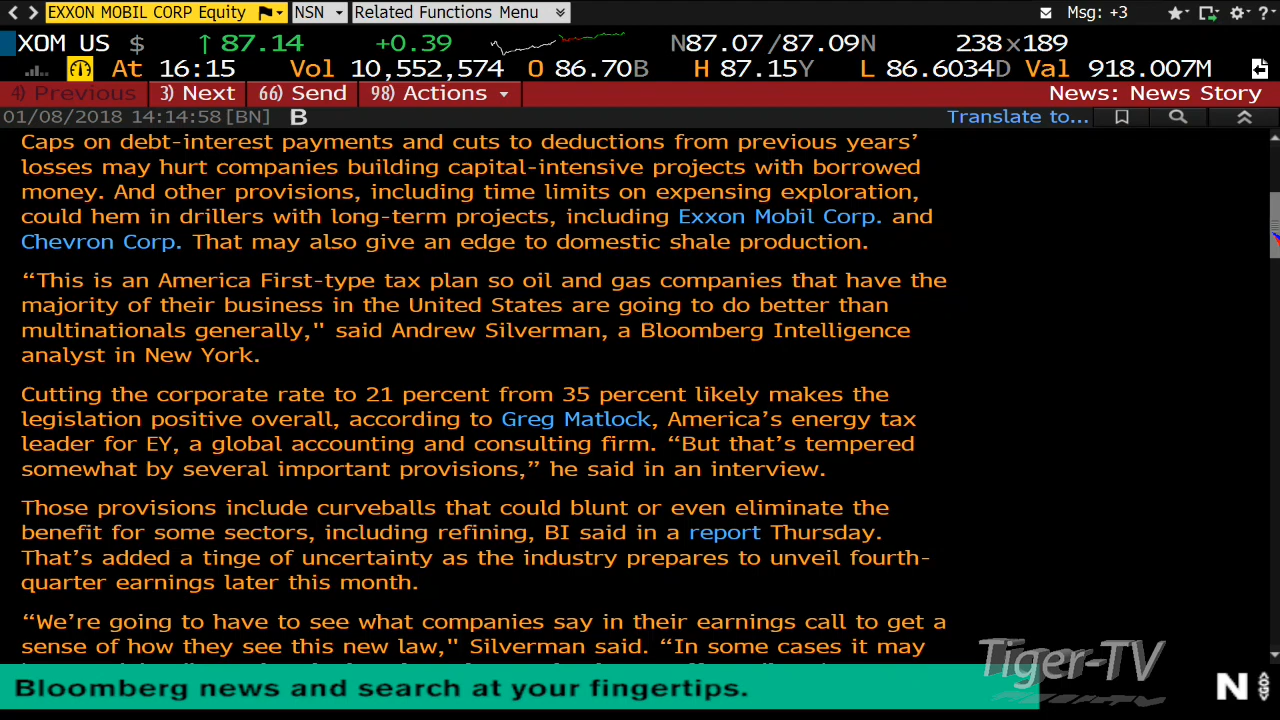 EXXON MOBIL CORP Equity NSN Related Functions Menu Msg: +3
XOM US $ ↑ 87.14 +0.39 N87.07/87.09N 238x189
At 16:15 Vol 10,552,574 O 86.70B H 87.15Y L 86.6034D Val 918.007M
4) Previous 3) Next 66) Send 98) Actions News: News Story
01/08/2018 14:14:58 [BN] B Translate to...
Caps on debt-interest payments and cuts to deductions from previous years’
losses may hurt companies building capital-intensive projects with borrowed
money. And other provisions, including time limits on expensing exploration,
could hem in drillers with long-term projects, including Exxon Mobil Corp. and
Chevron Corp. That may also give an edge to domestic shale production.
“This is an America First-type tax plan so oil and gas companies that have the
majority of their business in the United States are going to do better than
multinationals generally," said Andrew Silverman, a Bloomberg Intelligence
analyst in New York.
Cutting the corporate rate to 21 percent from 35 percent likely makes the
legislation positive overall, according to Greg Matlock, America’s energy tax
leader for EY, a global accounting and consulting firm. “But that’s tempered
somewhat by several important provisions,” he said in an interview.
Those provisions include curveballs that could blunt or even eliminate the
benefit for some sectors, including refining, BI said in a report Thursday.
That’s added a tinge of uncertainty as the industry prepares to unveil fourth-
quarter earnings later this month.
“We’re going to have to see what companies say in their earnings call to get a
sense of how they see this new law," Silverman said. “In some cases it may
Tiger-TV
Bloomberg news and search at your fingertips.
N